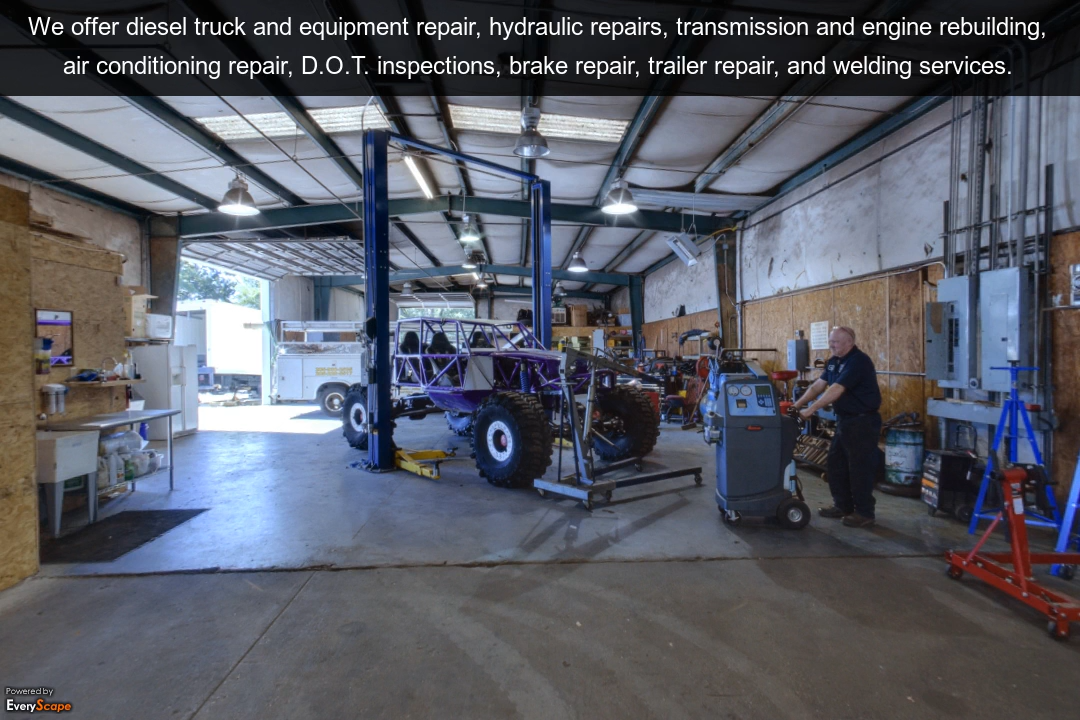 We offer diesel truck and equipment repair, hydraulic repairs, transmission and engine rebuilding,
air conditioning repair, D.O.T. inspections, brake repair, trailer repair, and welding services.
Powered by
EveryScape